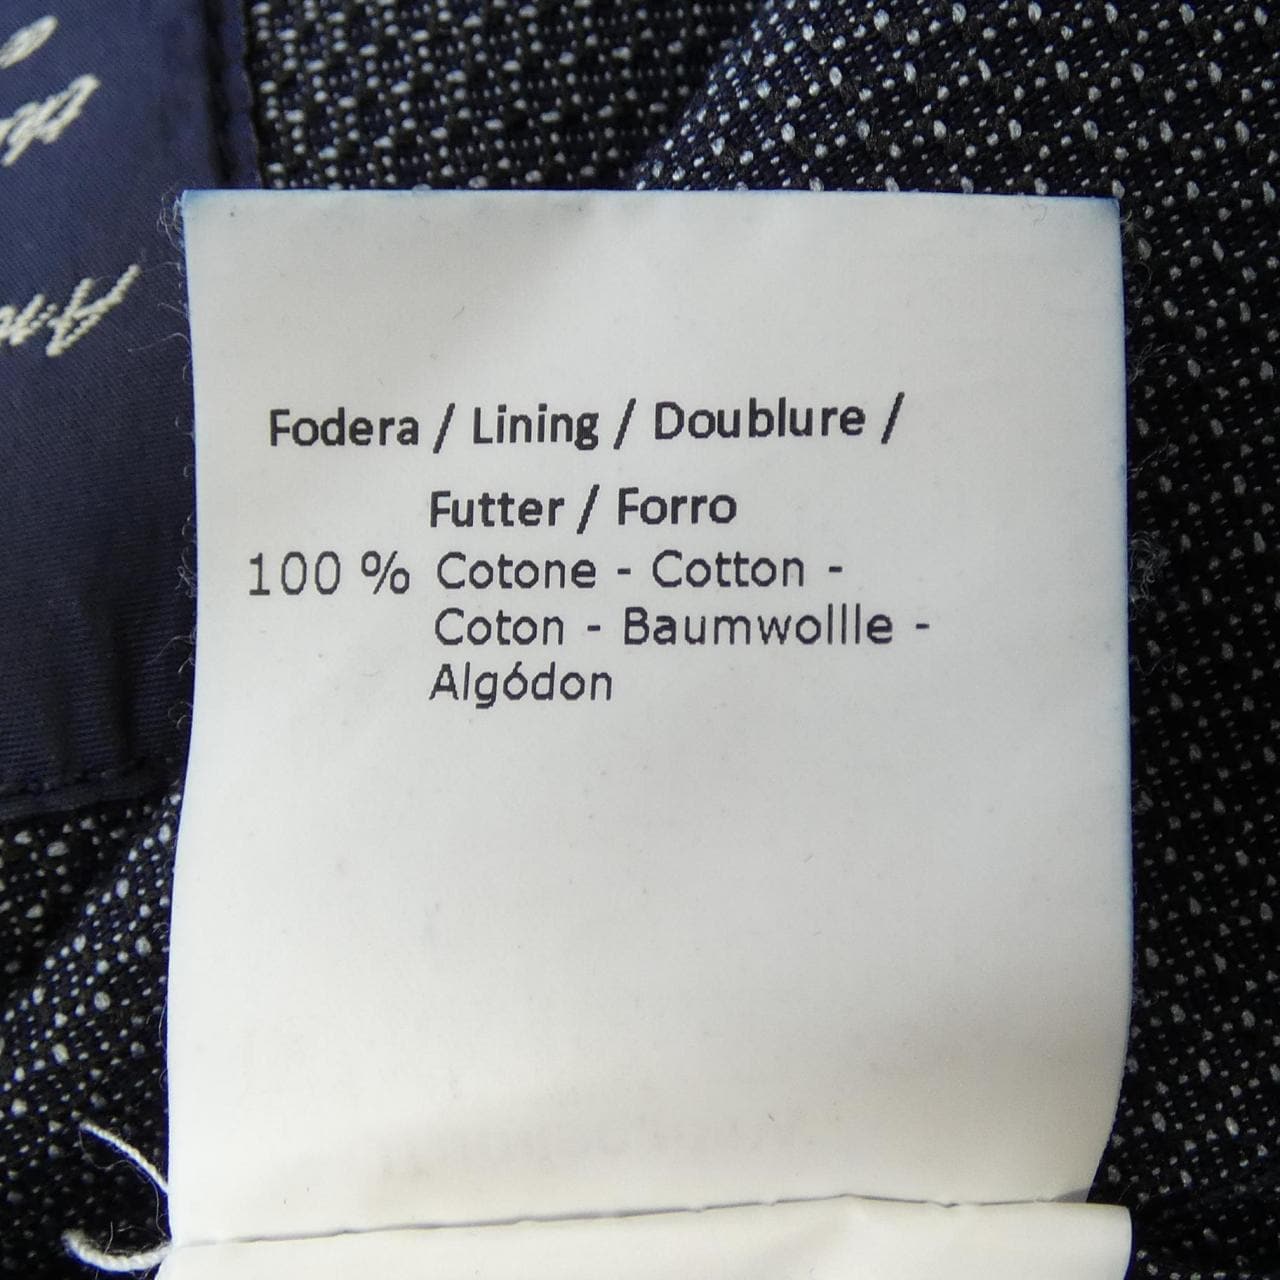 Fodera / Lining / Doublure /
Futter / Forro
100 % Cotone - Cotton -
Coton - Baumwollle -
Algódon